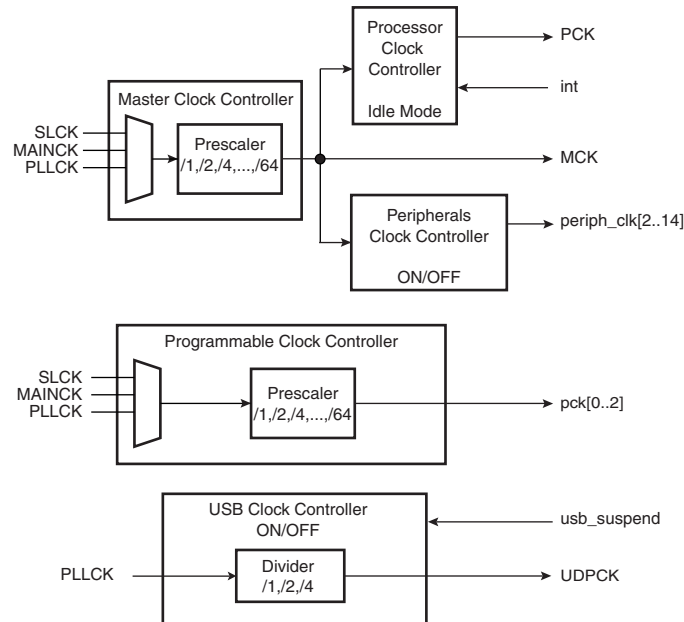 Processor
Clock
Controller
Idle Mode
PCK
int
Master Clock Controller
SLCK
MAINCK
PLLCK
Prescaler
/1,/2,/4,...,/64
MCK
Peripherals
Clock Controller
ON/OFF
periph_clk[2..14]
Programmable Clock Controller
SLCK
MAINCK
PLLCK
Prescaler
/1,/2,/4,...,/64
pck[0..2]
USB Clock Controller
ON/OFF
usb_suspend
PLLCK
Divider
/1,/2,/4
UDPCK